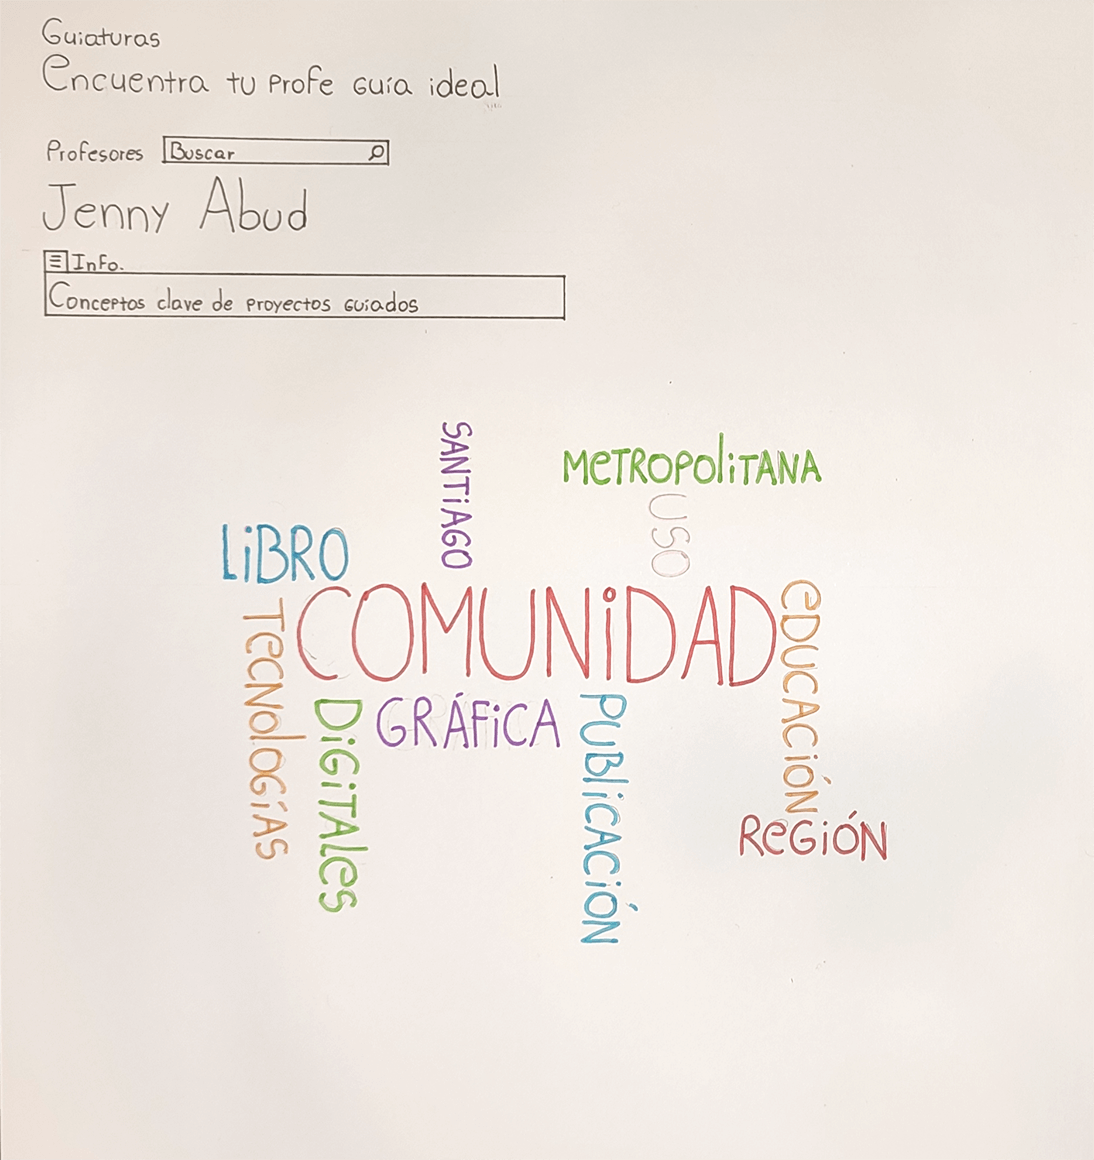 Guiaturas
Encuentra tu profe guía ideal
Profesores Buscar
Jenny Abud
Info.
Conceptos clave de proyectos guiados
SANTIAGO
METROPOLITANA
USO
LIBRO
COMUNIDAD
EDUCACIÓN
TECNOLOGÍAS
DIGITALES
GRÁFICA
PUBLICACIÓN
REGIÓN